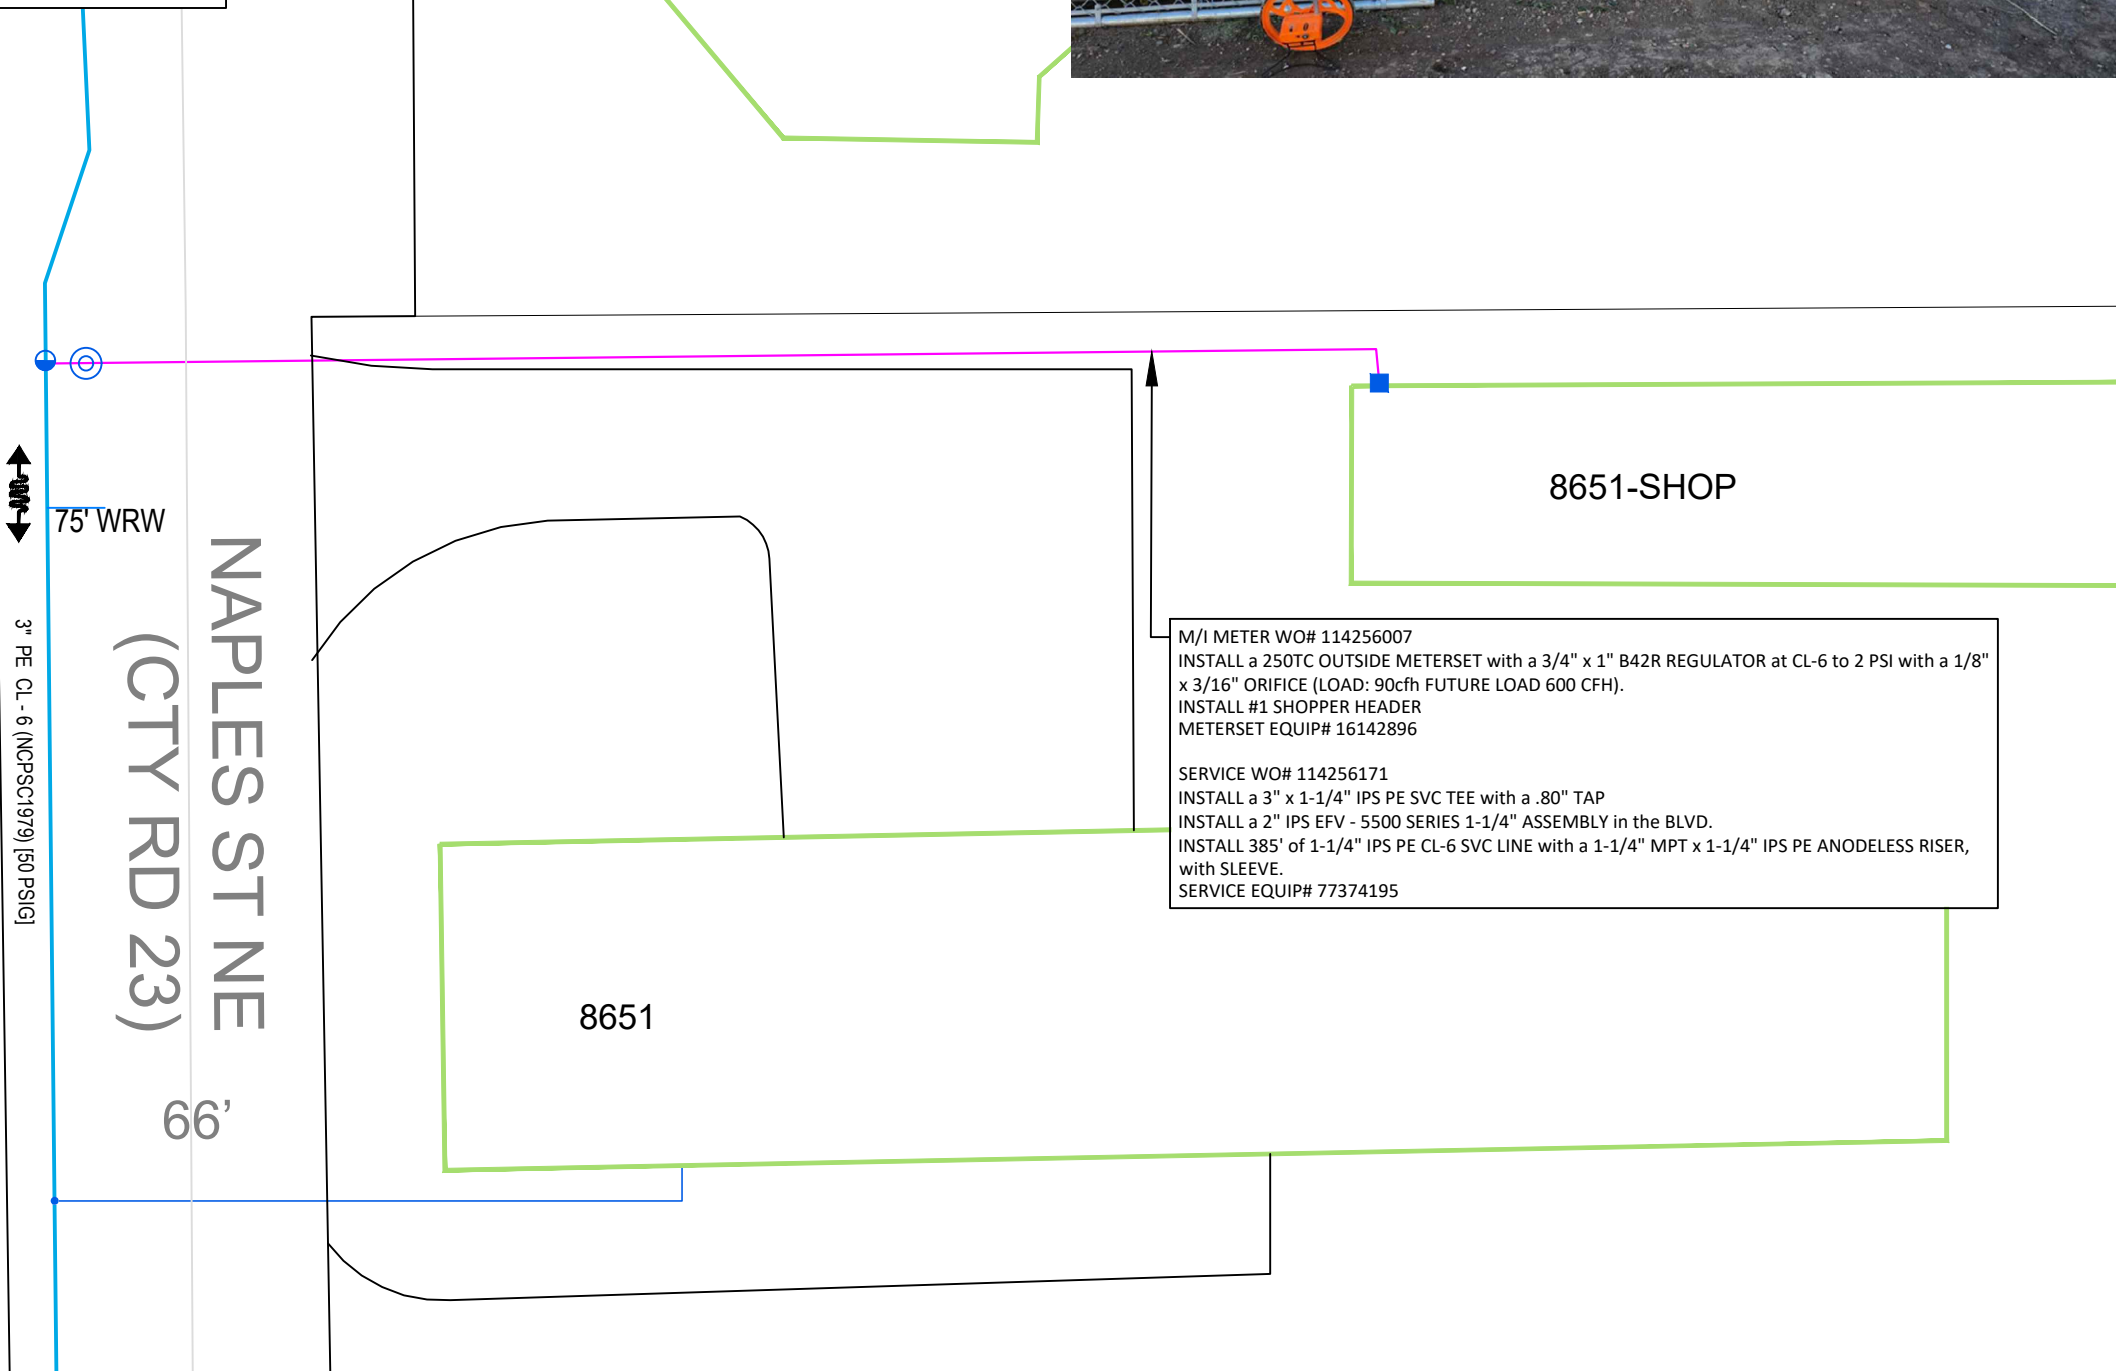 75' WRW
3" PE CL - 6 (NCPSC1979) [50 PSIG]
NAPLES ST NE
(CTY RD 23)
66’
8651-SHOP
M/I METER WO# 114256007
INSTALL a 250TC OUTSIDE METERSET with a 3/4" x 1" B42R REGULATOR at CL-6 to 2 PSI with a 1/8"
x 3/16" ORIFICE (LOAD: 90cfh FUTURE LOAD 600 CFH).
INSTALL #1 SHOPPER HEADER
METERSET EQUIP# 16142896
SERVICE WO# 114256171
INSTALL a 3" x 1-1/4" IPS PE SVC TEE with a .80" TAP
INSTALL a 2" IPS EFV - 5500 SERIES 1-1/4" ASSEMBLY in the BLVD.
INSTALL 385' of 1-1/4" IPS PE CL-6 SVC LINE with a 1-1/4" MPT x 1-1/4" IPS PE ANODELESS RISER,
with SLEEVE.
SERVICE EQUIP# 77374195
8651